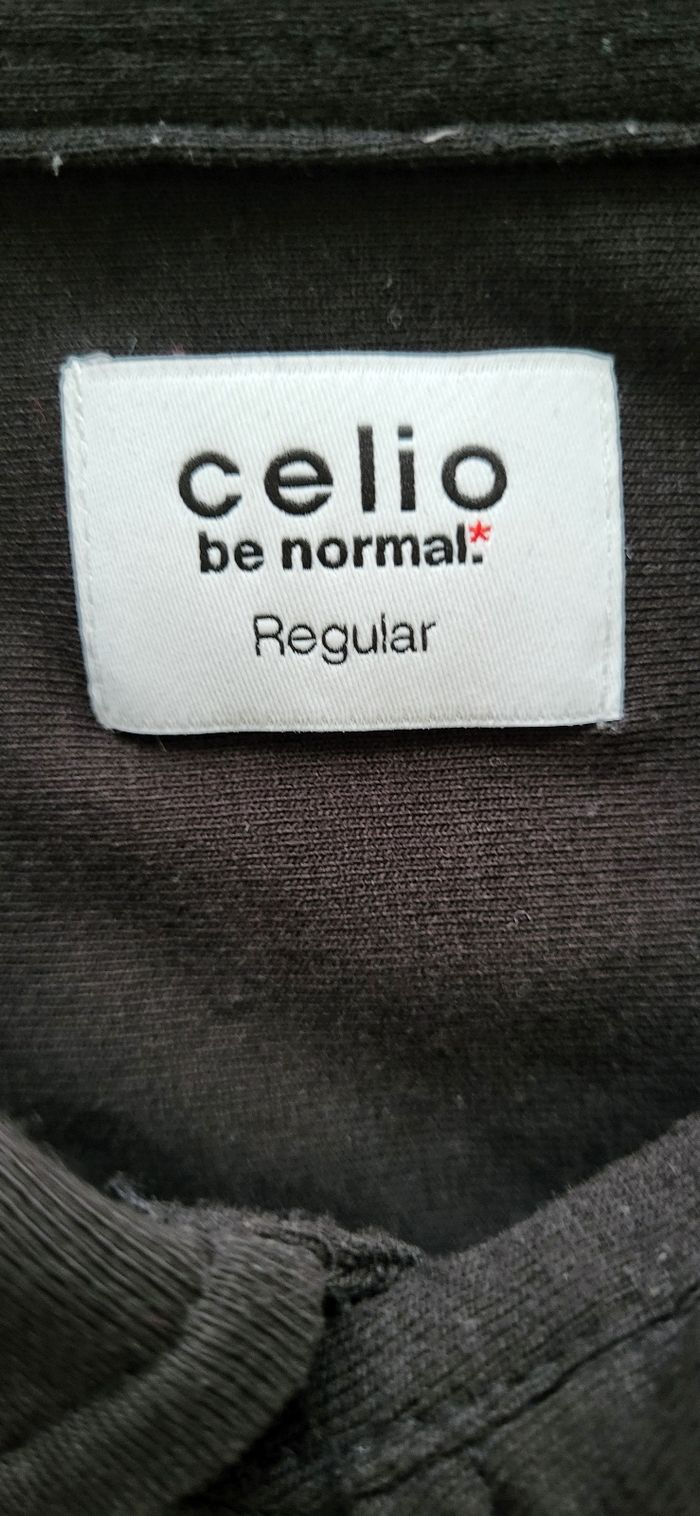 celio
be normal.*
Regular